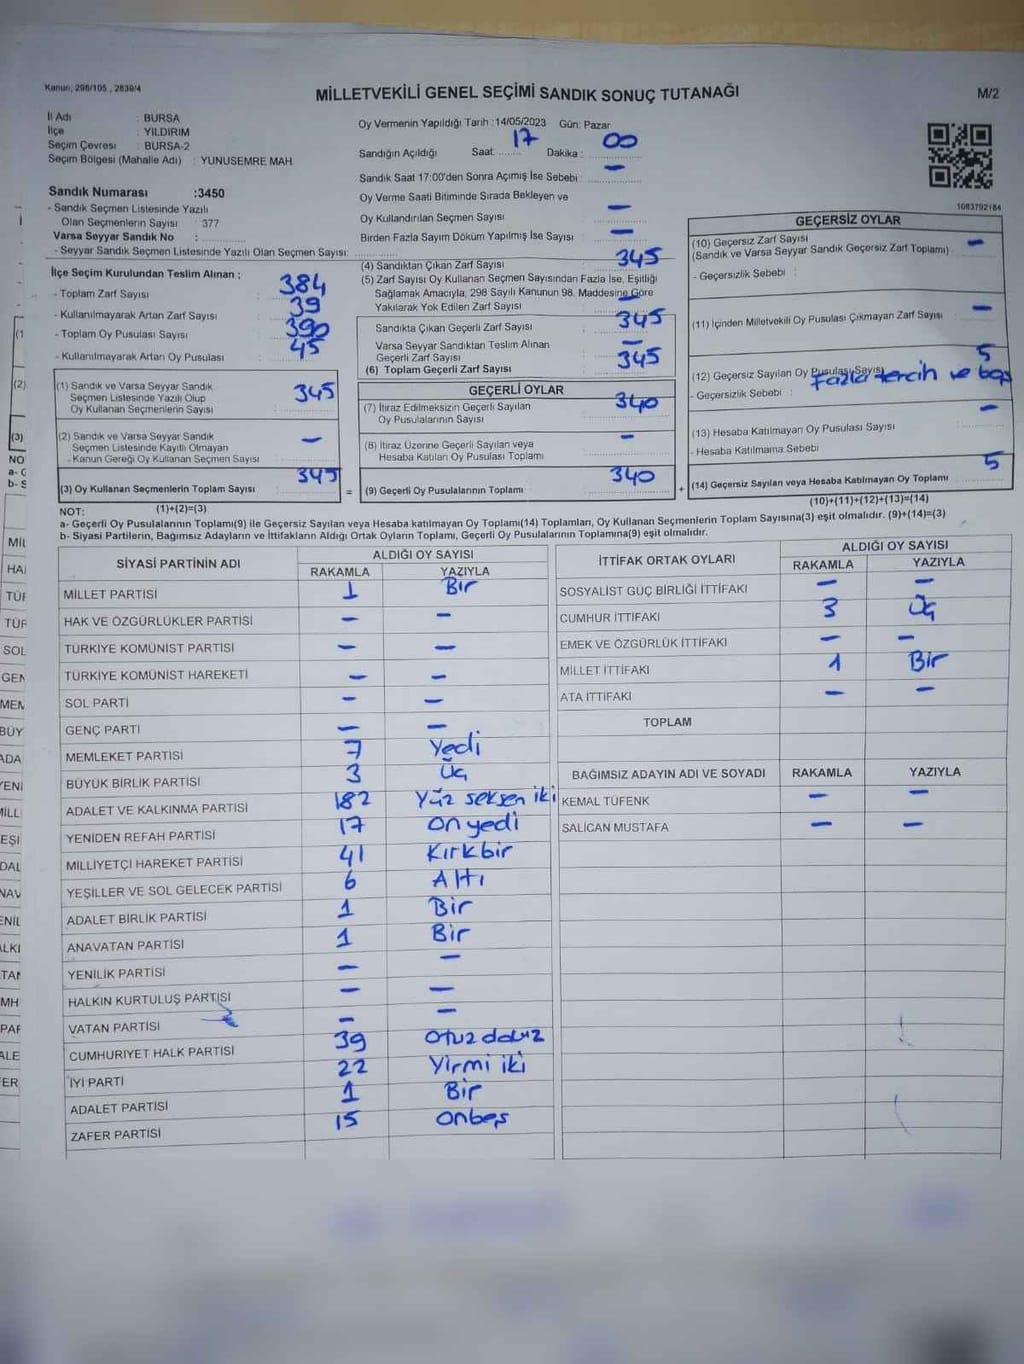 Kanun, 298/105 , 2839/4
MİLLETVEKİLİ GENEL SEÇİMİ SANDIK SONUÇ TUTANAĞI
M/2
İl Adı : BURSA
İlçe : YILDIRIM
Seçim Çevresi : BURSA-2
Seçim Bölgesi (Mahalle Adı) : YUNUSEMRE MAH
Sandık Numarası :3450
- Sandık Seçmen Listesinde Yazılı
Olan Seçmenlerin Sayısı : 377
Varsa Seyyar Sandık No :
- Seyyar Sandık Seçmen Listesinde Yazılı Olan Seçmen Sayısı:
Oy Vermenin Yapıldığı Tarih :14/05/2023 Gün: Pazar
Sandığın Açıldığı Saat: 17 Dakika : 00
Sandık Saat 17:00'den Sonra Açımış İse Sebebi : -
Oy Verme Saati Bitiminde Sırada Bekleyen ve
Oy Kullandırılan Seçmen Sayısı -
Birden Fazla Sayım Döküm Yapılmış İse Sayısı -
1083792184
İlçe Seçim Kurulundan Teslim Alınan ;
- Toplam Zarf Sayısı : 384
- Kullanılmayarak Artan Zarf Sayısı : 39
- Toplam Oy Pusulası Sayısı : 390
- Kullanılmayarak Artan Oy Pusulası : 45
(1) Sandık ve Varsa Seyyar Sandık
Seçmen Listesinde Yazılı Olup
Oy Kullanan Seçmenlerin Sayısı 345
(2) Sandık ve Varsa Seyyar Sandık
Seçmen Listesinde Kayıtlı Olmayan
- Kanun Gereği Oy Kullanan Seçmen Sayısı -
(3) Oy Kullanan Seçmenlerin Toplam Sayısı 345 =
(1)+(2)=(3)
(4) Sandıktan Çıkan Zarf Sayısı 345
(5) Zarf Sayısı Oy Kullanan Seçmen Sayısından Fazla İse, Eşitliği
Sağlamak Amacıyla, 298 Sayılı Kanunun 98. Maddesine Göre
Yakılarak Yok Edilen Zarf Sayısı -
Sandıkta Çıkan Geçerli Zarf Sayısı 345
Varsa Seyyar Sandıktan Teslim Alınan
Geçerli Zarf Sayısı -
(6) Toplam Geçerli Zarf Sayısı 345
GEÇERLİ OYLAR
(7) İtiraz Edilmeksizin Geçerli Sayılan
Oy Pusulalarının Sayısı 340
(8) İtiraz Üzerine Geçerli Sayılan veya
Hesaba Katılan Oy Pusulası Toplamı -
(9) Geçerli Oy Pusulalarının Toplamı 340 +
GEÇERSİZ OYLAR
(10) Geçersiz Zarf Sayısı
(Sandık ve Varsa Seyyar Sandık Geçersiz Zarf Toplamı) -
- Geçersizlik Sebebi :
(11) İçinden Milletvekili Oy Pusulası Çıkmayan Zarf Sayısı -
(12) Geçersiz Sayılan Oy Pusulası Sayısı 5
- Geçersizlik Sebebi : Fazla tercih ve boş
(13) Hesaba Katılmayan Oy Pusulası Sayısı -
- Hesaba Katılmama Sebebi
(14) Geçersiz Sayılan veya Hesaba Katılmayan Oy Toplamı 5
(10)+(11)+(12)+(13)=(14)
NOT:
a- Geçerli Oy Pusulalarının Toplamı(9) ile Geçersiz Sayılan veya Hesaba katılmayan Oy Toplamı(14) Toplamları, Oy Kullanan Seçmenlerin Toplam Sayısına(3) eşit olmalıdır. (9)+(14)=(3)
b- Siyasi Partilerin, Bağımsız Adayların ve İttifakların Aldığı Ortak Oyların Toplamı, Geçerli Oy Pusulalarının Toplamına(9) eşit olmalıdır.
SİYASİ PARTİNİN ADI ALDIĞI OY SAYISI
RAKAMLA YAZIYLA
MİLLET PARTİSİ 1 Bir
HAK VE ÖZGÜRLÜKLER PARTİSİ - -
TÜRKİYE KOMÜNİST PARTİSİ - -
TÜRKİYE KOMÜNİST HAREKETİ - -
SOL PARTİ - -
GENÇ PARTİ - -
MEMLEKET PARTİSİ 7 Yedi
BÜYÜK BİRLİK PARTİSİ 3 Üç
ADALET VE KALKINMA PARTİSİ 182 Yüz seksen iki
YENİDEN REFAH PARTİSİ 17 on yedi
MİLLİYETÇİ HAREKET PARTİSİ 41 Kırkbir
YEŞİLLER VE SOL GELECEK PARTİSİ 6 Altı
ADALET BİRLİK PARTİSİ 1 Bir
ANAVATAN PARTİSİ 1 Bir
YENİLİK PARTİSİ - -
HALKIN KURTULUŞ PARTİSİ - -
VATAN PARTİSİ - -
CUMHURİYET HALK PARTİSİ 39 Otuz dokuz
İYİ PARTİ 22 Yirmi iki
ADALET PARTİSİ 1 Bir
ZAFER PARTİSİ 15 Onbeş
İTTİFAK ORTAK OYLARI ALDIĞI OY SAYISI
RAKAMLA YAZIYLA
SOSYALİST GÜÇ BİRLİĞİ İTTİFAKI - -
CUMHUR İTTİFAKI 3 Üç
EMEK VE ÖZGÜRLÜK İTTİFAKI - -
MİLLET İTTİFAKI 1 Bir
ATA İTTİFAKI - -
TOPLAM
BAĞIMSIZ ADAYIN ADI VE SOYADI RAKAMLA YAZIYLA
KEMAL TÜFENK - -
SALİCAN MUSTAFA - -